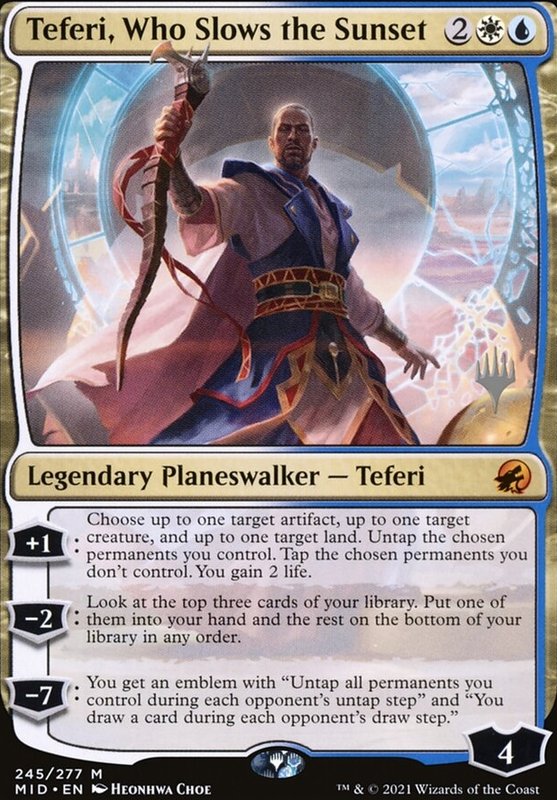 Teferi, Who Slows the Sunset 2
Legendary Planeswalker — Teferi
+1: Choose up to one target artifact, up to one target
creature, and up to one target land. Untap the chosen
permanents you control. Tap the chosen permanents you
don't control. You gain 2 life.
−2: Look at the top three cards of your library. Put one of
them into your hand and the rest on the bottom of your
library in any order.
−7: You get an emblem with “Untap all permanents you
control during each opponent's untap step” and “You
draw a card during each opponent's draw step.”
4
245/277 M
MID • EN Heonhwa Choe
™ & © 2021 Wizards of the Coast